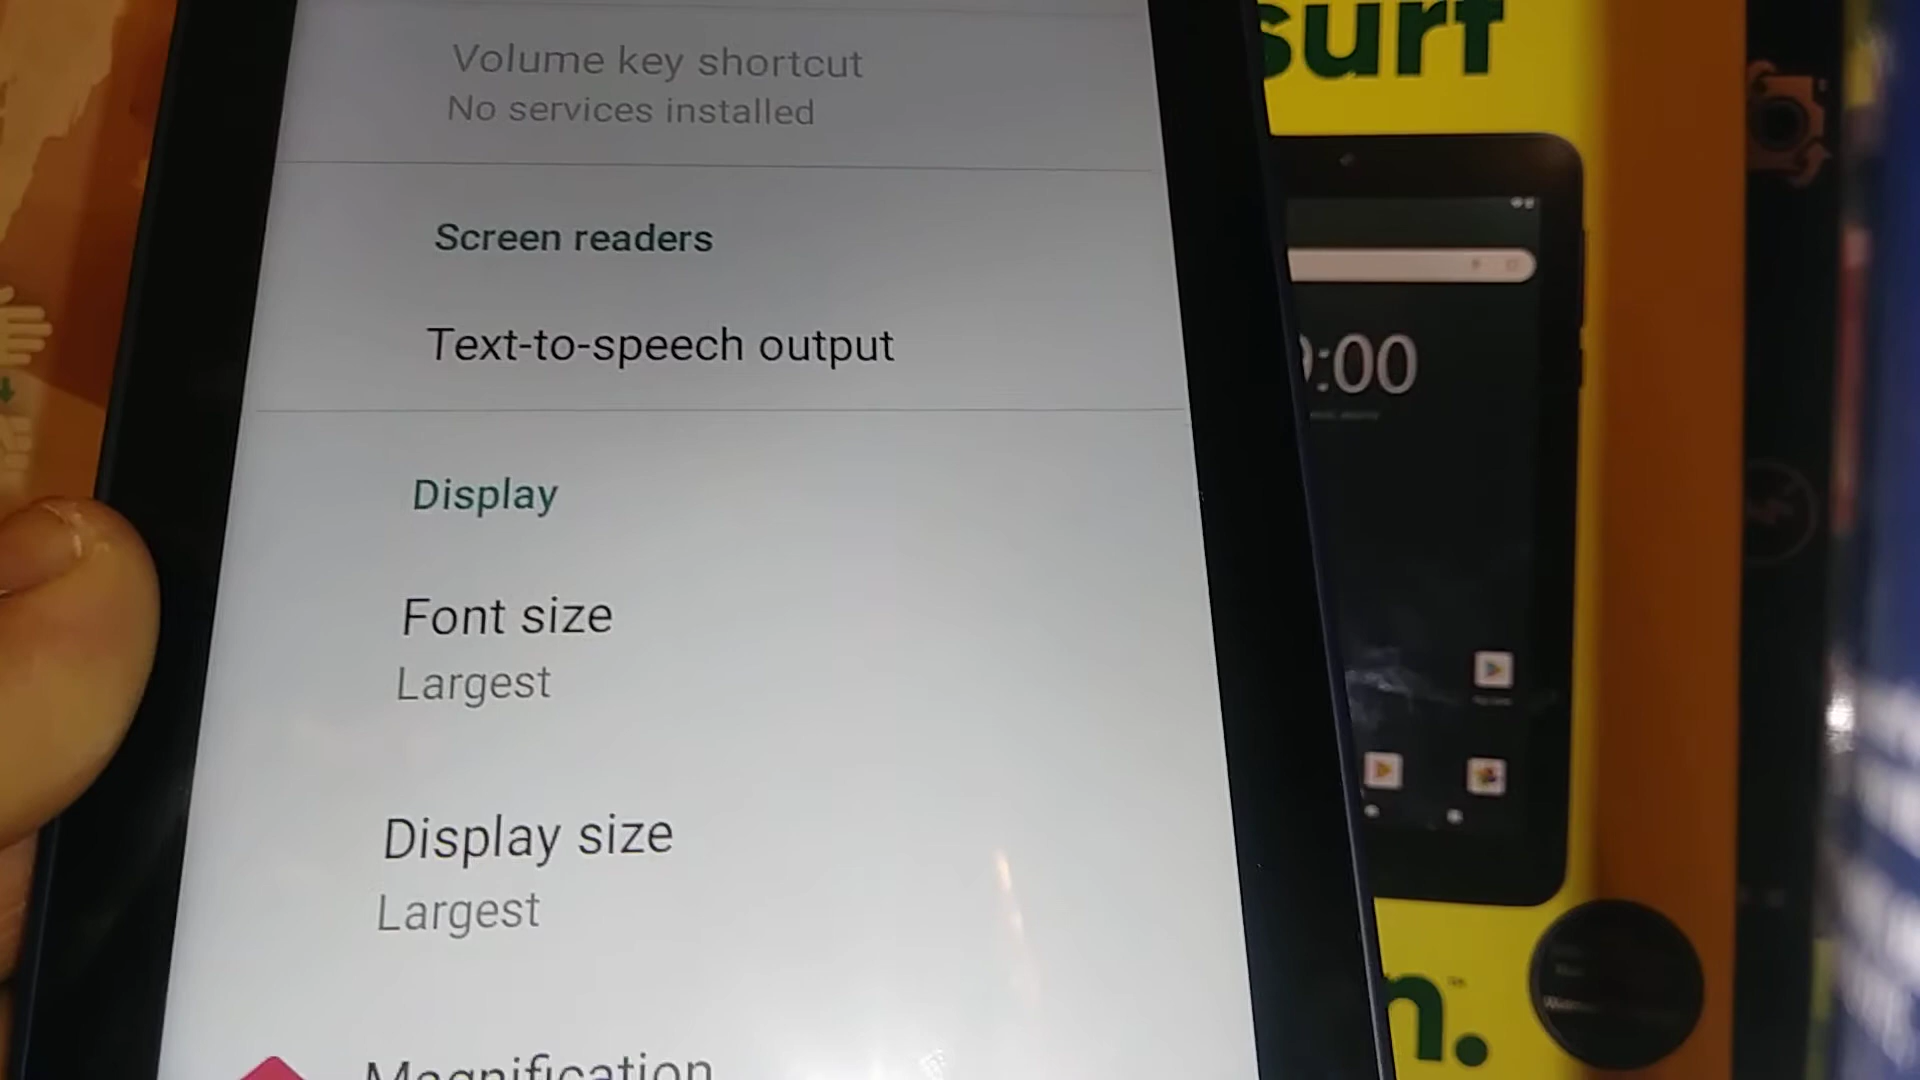 Volume key shortcut
No services installed
Screen readers
Text-to-speech output
Display
Font size
Largest
Display size
Largest
Magnification
surf
:00
n.